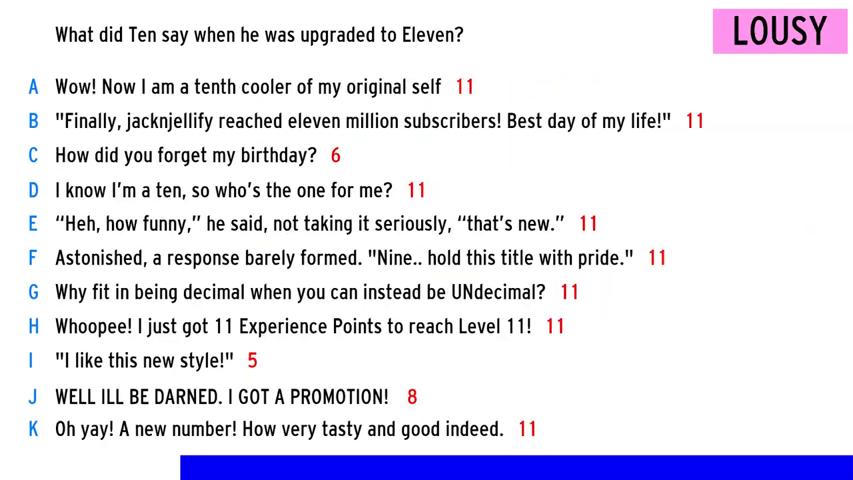 What did Ten say when he was upgraded to Eleven?
LOUSY
A Wow! Now I am a tenth cooler of my original self 11
B "Finally, jacknjellify reached eleven million subscribers! Best day of my life!" 11
C How did you forget my birthday? 6
D I know I'm a ten, so who's the one for me? 11
E “Heh, how funny,” he said, not taking it seriously, “that's new.” 11
F Astonished, a response barely formed. "Nine.. hold this title with pride." 11
G Why fit in being decimal when you can instead be UNdecimal? 11
H Whoopee! I just got 11 Experience Points to reach Level 11! 11
I "I like this new style!" 5
J WELL ILL BE DARNED. I GOT A PROMOTION! 8
K Oh yay! A new number! How very tasty and good indeed. 11